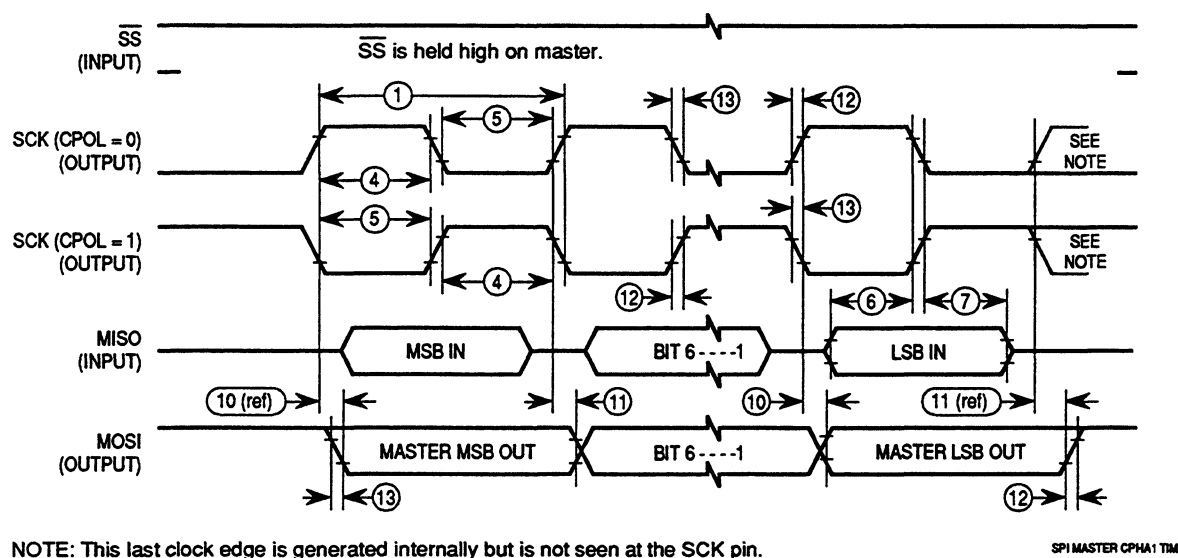 SS
(INPUT)
SS is held high on master.
1
13
12
5
SCK (CPOL = 0)
(OUTPUT)
SEE
NOTE
4
5
13
SCK (CPOL = 1)
(OUTPUT)
SEE
NOTE
4
12
6
7
MISO
(INPUT)
MSB IN
BIT 6 - - - - 1
LSB IN
10 (ref)
11
10
11 (ref)
MOSI
(OUTPUT)
MASTER MSB OUT
BIT 6 - - - - 1
MASTER LSB OUT
13
12
NOTE: This last clock edge is generated internally but is not seen at the SCK pin.
SPI MASTER CPHA1 TIM